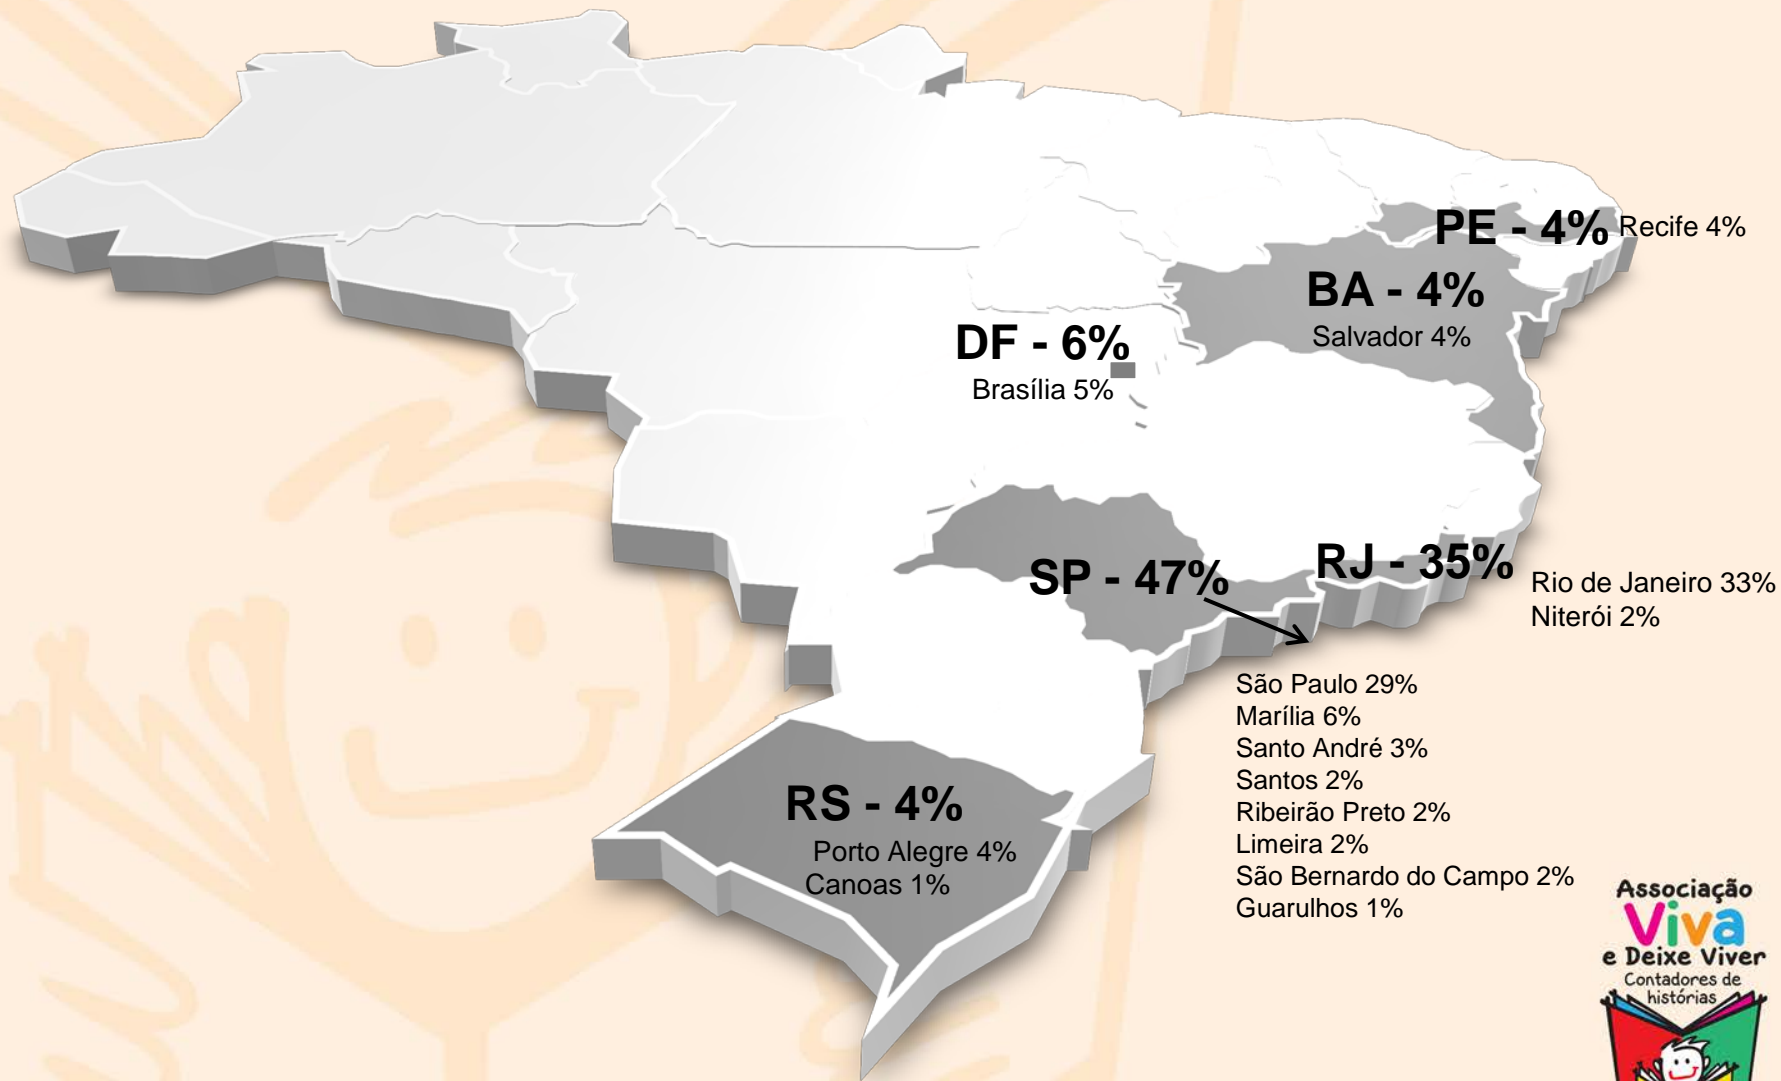 PE - 4% Recife 4%
BA - 4%
Salvador 4%
DF - 6%
Brasília 5%
SP - 47%
RJ - 35%
Rio de Janeiro 33%
Niterói 2%
São Paulo 29%
Marília 6%
Santo André 3%
Santos 2%
Ribeirão Preto 2%
Limeira 2%
São Bernardo do Campo 2%
Guarulhos 1%
RS - 4%
Porto Alegre 4%
Canoas 1%
Associação
Viva
e Deixe Viver
Contadores de
histórias